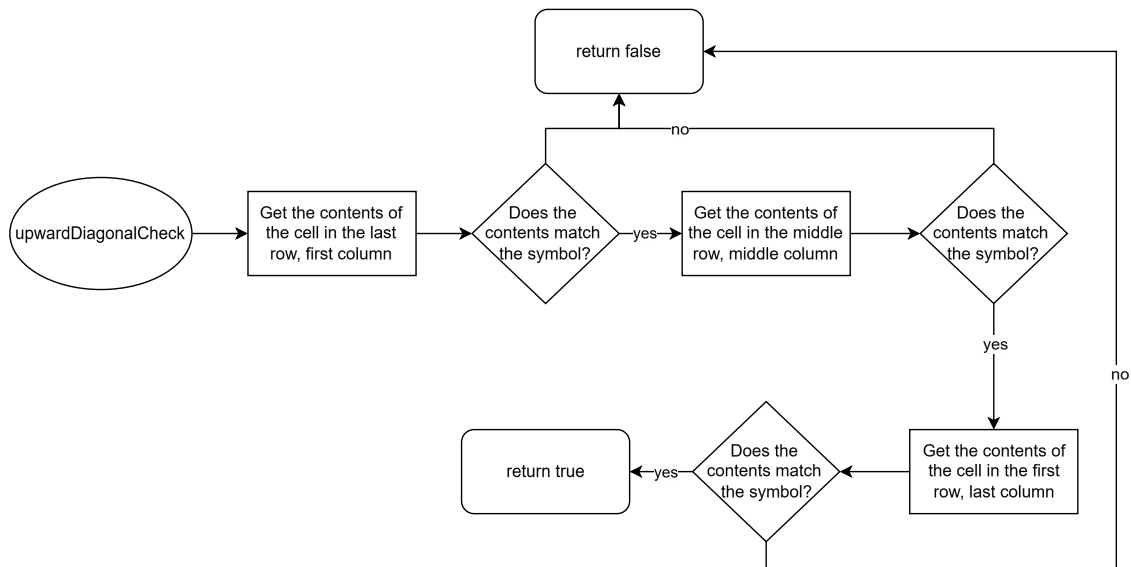 return false
no
upwardDiagonalCheck
Get the contents of
the cell in the last
row, first column
Does the
contents match
the symbol?
yes
Get the contents of
the cell in the middle
row, middle column
Does the
contents match
the symbol?
yes
no
Get the contents of
the cell in the first
row, last column
Does the
contents match
the symbol?
yes
return true